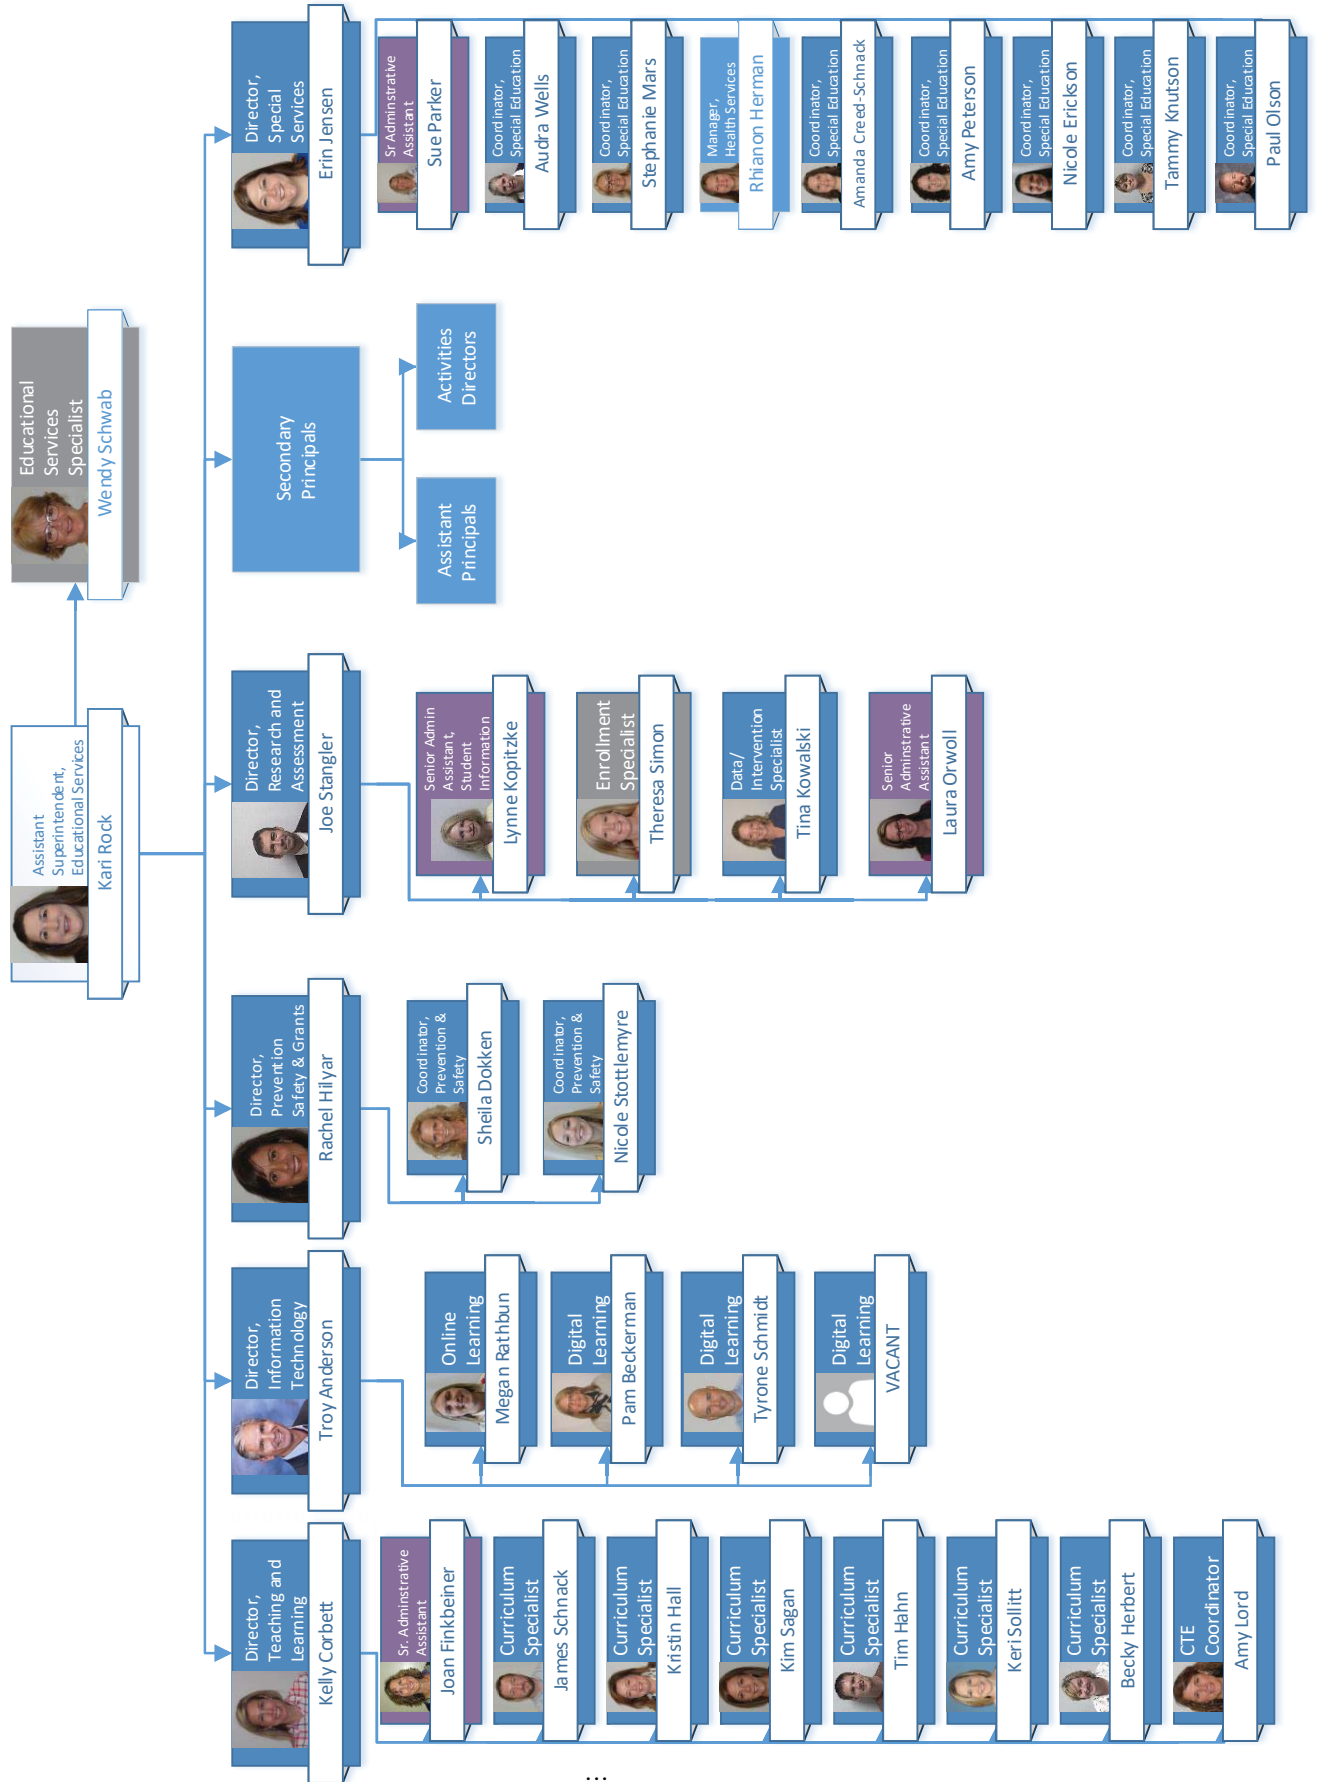 Assistant
Superintendent,
Educational Services
Kari Rock
Educational
Services
Specialist
Wendy Schwab
Director,
Teaching and
Learning
Kelly Corbett
Sr. Adminstrative
Assistant
Joan Finkbeiner
Curriculum
Specialist
James Schnack
Curriculum
Specialist
Kristin Hall
Curriculum
Specialist
Kim Sagan
Curriculum
Specialist
Tim Hahn
Curriculum
Specialist
Keri Sollitt
Curriculum
Specialist
Becky Herbert
CTE
Coordinator
Amy Lord
Director,
Information
Technology
Troy Anderson
Online
Learning
Megan Rathbun
Digital
Learning
Pam Beckerman
Digital
Learning
Tyrone Schmidt
Digital
Learning
VACANT
Director,
Prevention
Safety & Grants
Rachel Hilyar
Coordinator,
Prevention &
Safety
Sheila Dokken
Coordinator,
Prevention &
Safety
Nicole Stottlemyre
Director,
Research and
Assessment
Joe Stangler
Senior Admin
Assistant,
Student
Information
Lynne Kopitzke
Enrollment
Specialist
Theresa Simon
Data/
Intervention
Specialist
Tina Kowalski
Senior
Adminstrative
Assistant
Laura Orwoll
Secondary
Principals
Assistant
Principals
Activities
Directors
Director,
Special
Services
Erin Jensen
Sr Adminstrative
Assistant
Sue Parker
Coordinator,
Special Education
Audra Wells
Coordinator,
Special Education
Stephanie Mars
Manager,
Health Services
Rhianon Herman
Coordinator,
Special Education
Amanda Creed-Schnack
Coordinator,
Special Education
Amy Peterson
Coordinator,
Special Education
Nicole Erickson
Coordinator,
Special Education
Tammy Knutson
Coordinator,
Special Education
Paul Olson
...